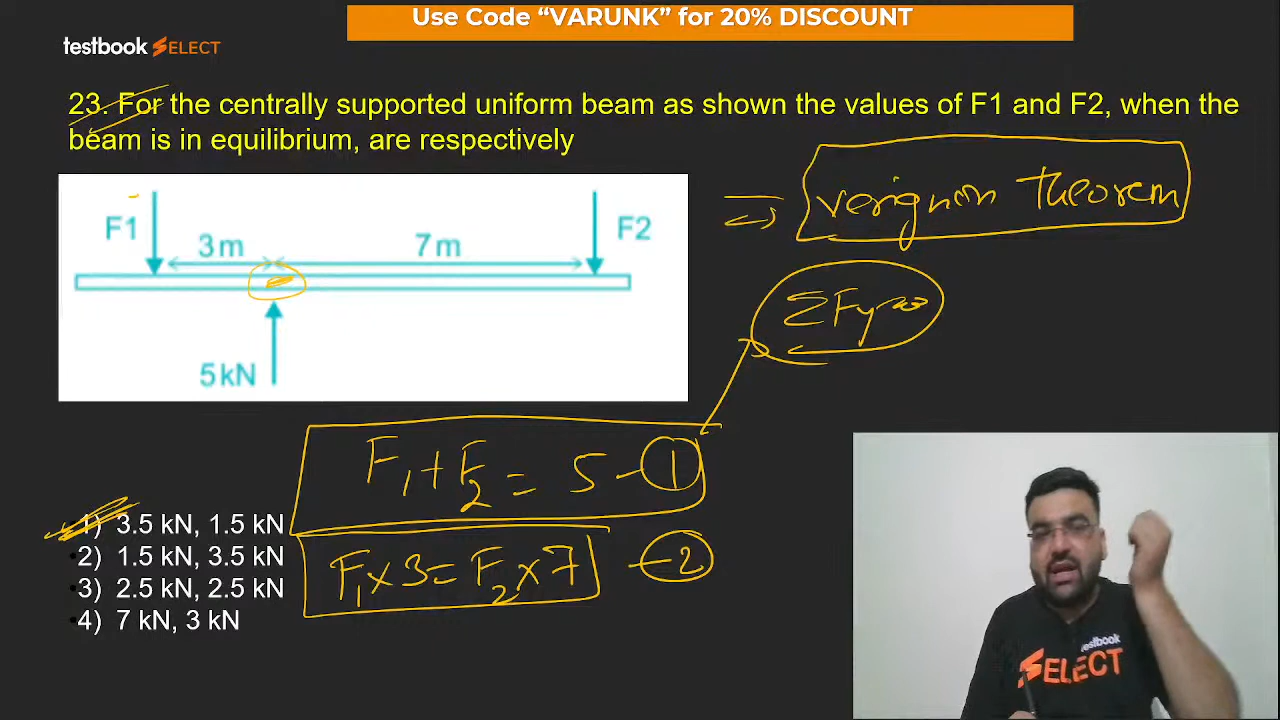 Use Code “VARUNK” for 20% DISCOUNT
testbook SELECT
23. For the centrally supported uniform beam as shown the values of F1 and F2, when the
beam is in equilibrium, are respectively
verignon theorem
F1
F2
3 m
7 m
ΣFy=0
5 kN
F₁+F₂ = 5 - 1
1) 3.5 kN, 1.5 kN
2) 1.5 kN, 3.5 kN
F₁×3=F₂×7 - 2
3) 2.5 kN, 2.5 kN
4) 7 kN, 3 kN
testbook
SELECT